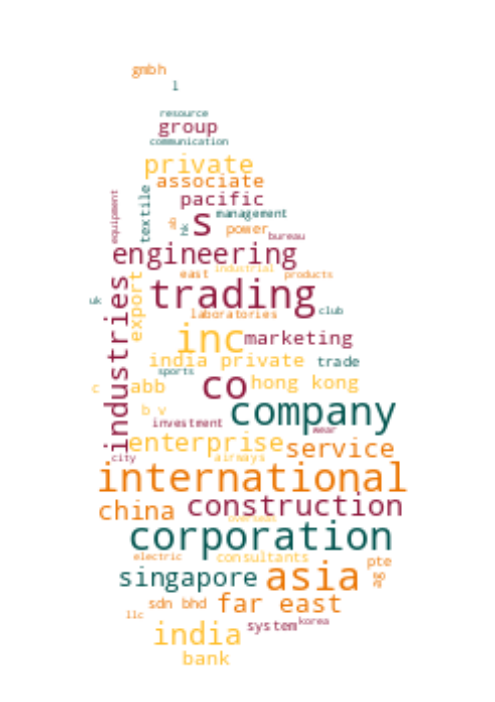 gmbh
l
resource
group
communication
private
associate
textile
equipment
pacific
s
management
ab
hk
power
bureau
engineering
east
industrial
products
industries
export
trading
uk
laboratories
club
inc
marketing
india private
trade
sports
c
abb
co
hong kong
b v
company
investment
wear
enterprise
service
city
airways
international
china
construction
overseas
corporation
electric
consultants
pte
singapore
asia
ag
sdn bhd
far east
llc
system
korea
india
bank